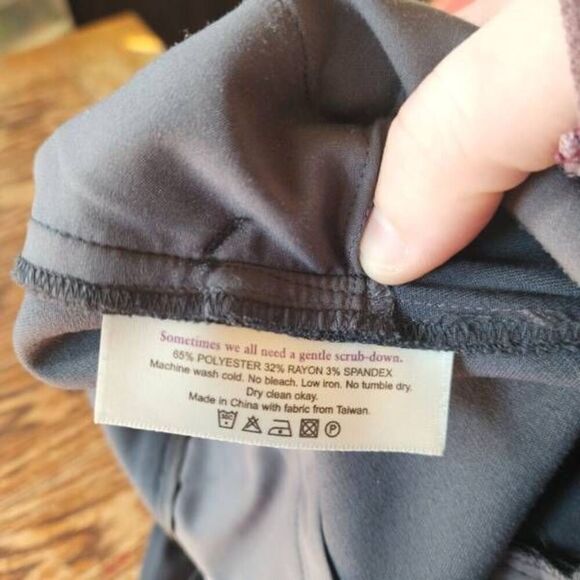 Sometimes we all need a gentle scrub-down.
65% POLYESTER 32% RAYON 3% SPANDEX
Machine wash cold. No bleach. Low iron. No tumble dry.
Dry clean okay.
Made in China with fabric from Taiwan.
30C P